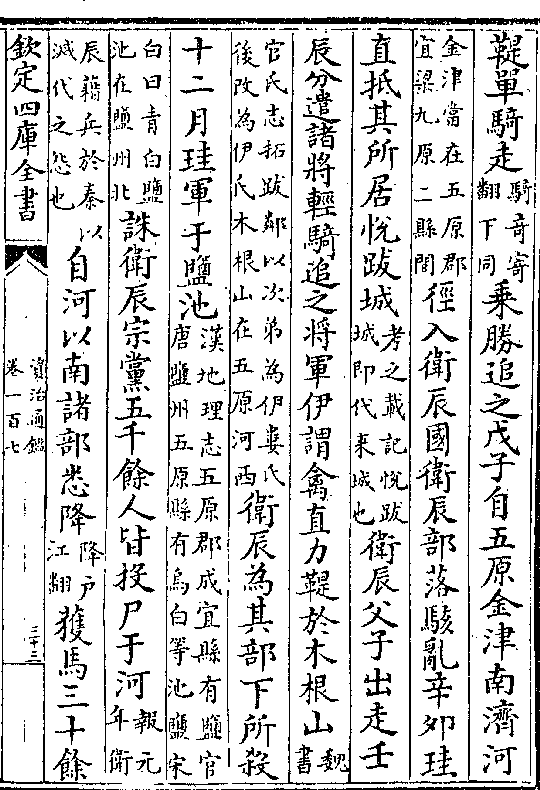 鞮單騎走騎奇寄翻下同乘勝追之戊子自五原金津南濟河
金津當在五原郡宜梁九原二縣間徑入衛辰國衛辰部落駭亂辛卯珪
直抵其所居悅跋城考之載記悅跋城即代來城也衛辰父子出走壬
辰分遣諸將輕騎追之將軍伊謂禽直力鞮於木根山魏書
官氏志拓跋鄰以次弟為伊婁氏後改為伊氏木根山在五原河西衛辰為其部下所殺
十二月珪軍于鹽池漢地理志五原郡成宜縣有鹽官唐鹽州五原縣有烏白等池鹽宋
白曰青白鹽池在鹽州北誅衛辰宗黨五千餘人皆投尸于河報元年衛
辰藉兵於秦以滅代之怨也自河以南諸部悉降降戶江翻獲馬三十餘
欽定四庫全書
資治通鑑
卷一百七
三十三